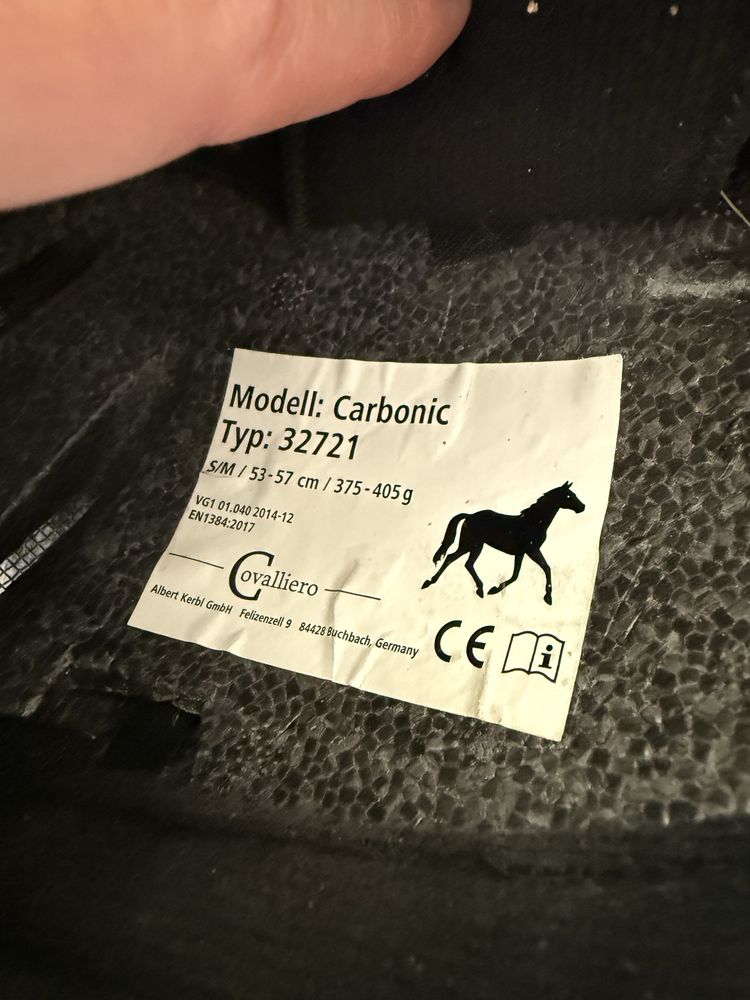 Modell: Carbonic
Typ: 32721
S/M / 53-57 cm / 375-405g
VG1 01.040 2014-12
EN1384:2017
Covalliero
Albert Kerbl GmbH Felizenzell 9 84428 Buchbach, Germany
CE i